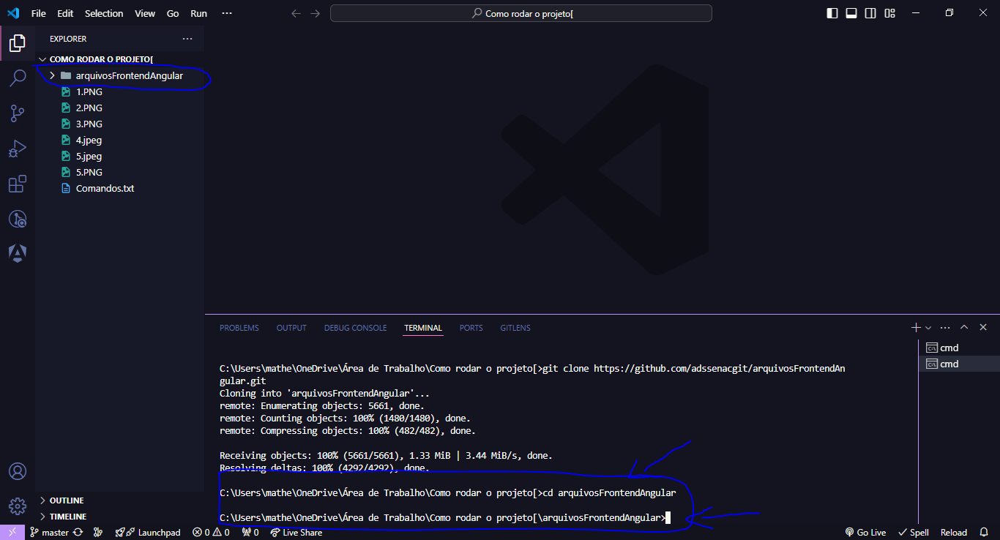 File Edit Selection View Go Run ···
Como rodar o projeto[
EXPLORER ···
COMO RODAR O PROJETO[
arquivosFrontendAngular
1.PNG
2.PNG
3.PNG
4.jpeg
5.jpeg
5.PNG
Comandos.txt
OUTLINE
TIMELINE
PROBLEMS OUTPUT DEBUG CONSOLE TERMINAL PORTS GITLENS
cmd
cmd
C:\Users\mathe\OneDrive\Área de Trabalho\Como rodar o projeto[>git clone https://github.com/adssenacgit/arquivosFrontendAn
gular.git
Cloning into 'arquivosFrontendAngular'...
remote: Enumerating objects: 5661, done.
remote: Counting objects: 100% (1480/1480), done.
remote: Compressing objects: 100% (482/482), done.
Receiving objects: 100% (5661/5661), 1.33 MiB | 3.44 MiB/s, done.
Resolving deltas: 100% (4292/4292), done.
C:\Users\mathe\OneDrive\Área de Trabalho\Como rodar o projeto[>cd arquivosFrontendAngular
C:\Users\mathe\OneDrive\Área de Trabalho\Como rodar o projeto[\arquivosFrontendAngular>
master Launchpad 0 0 0 Live Share Go Live Spell Reload